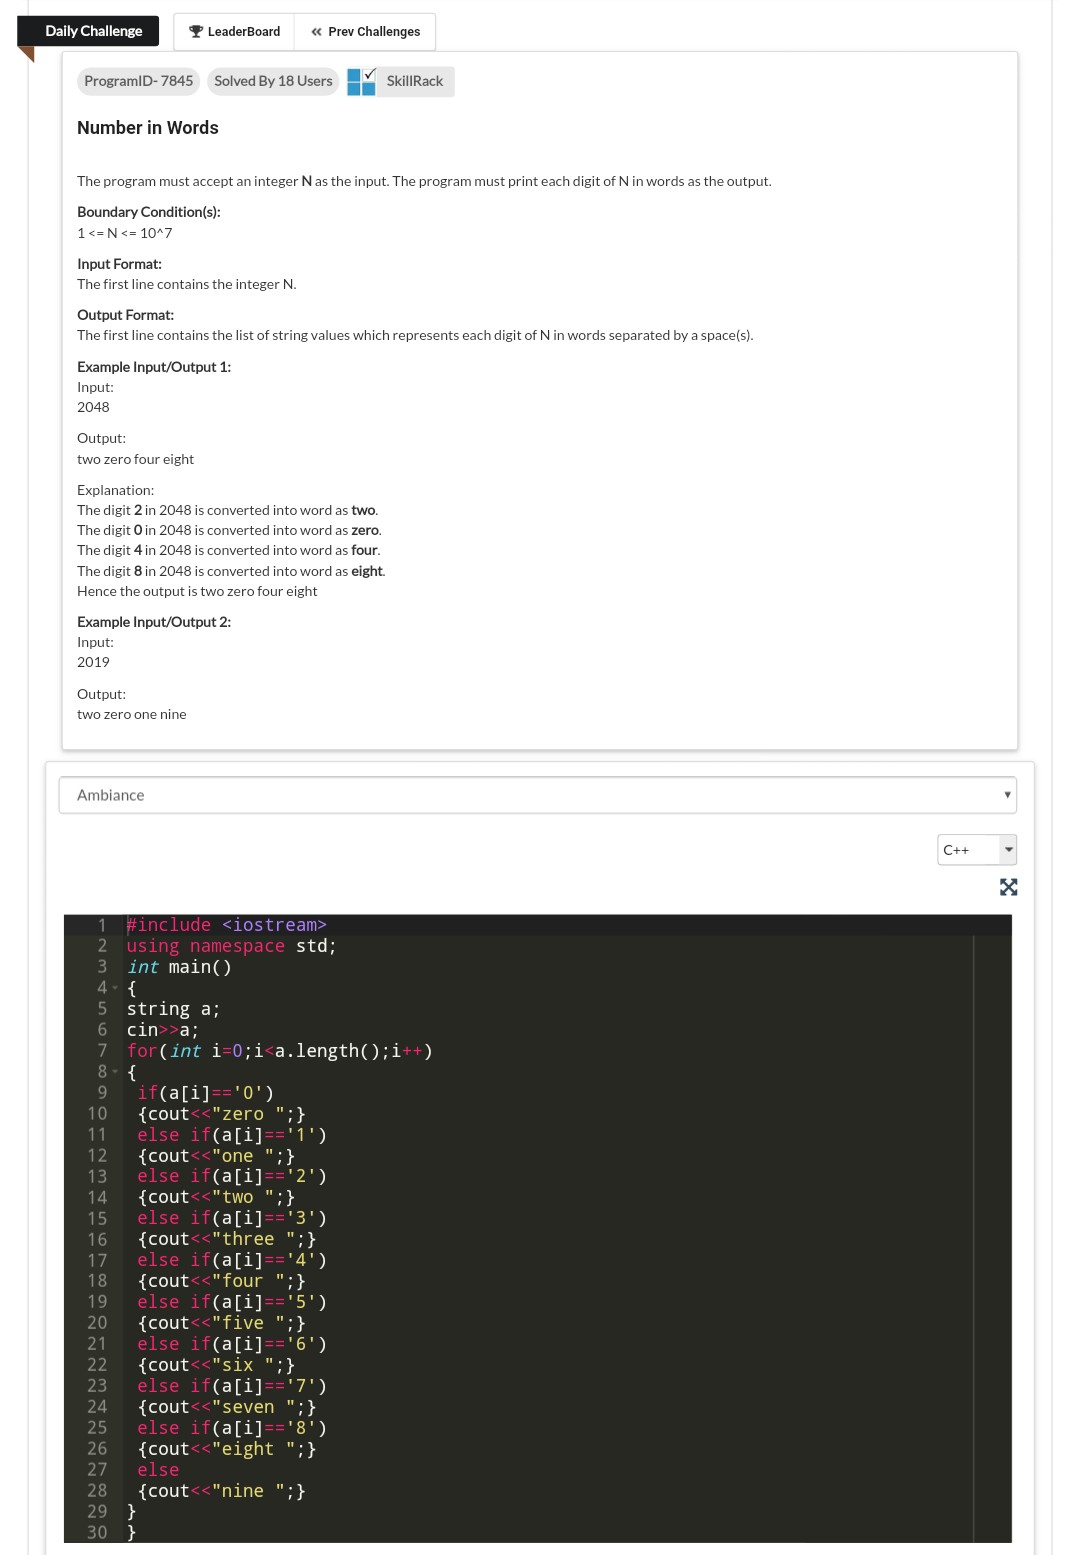 Daily Challenge
LeaderBoard
Prev Challenges
ProgramID- 7845
Solved By 18 Users
SkillRack
Number in Words
The program must accept an integer N as the input. The program must print each digit of N in words as the output.
Boundary Condition(s):
1 <= N <= 10^7
Input Format:
The first line contains the integer N.
Output Format:
The first line contains the list of string values which represents each digit of N in words separated by a space(s).
Example Input/Output 1:
Input:
2048
Output:
two zero four eight
Explanation:
The digit 2 in 2048 is converted into word as two.
The digit 0 in 2048 is converted into word as zero.
The digit 4 in 2048 is converted into word as four.
The digit 8 in 2048 is converted into word as eight.
Hence the output is two zero four eight
Example Input/Output 2:
Input:
2019
Output:
two zero one nine
Ambiance
C++
1 #include <iostream>
2 using namespace std;
3 int main()
4 {
5 string a;
6 cin>>a;
7 for(int i=0;i<a.length();i++)
8 {
9  if(a[i]=='0')
10  {cout<<"zero ";}
11  else if(a[i]=='1')
12  {cout<<"one ";}
13  else if(a[i]=='2')
14  {cout<<"two ";}
15  else if(a[i]=='3')
16  {cout<<"three ";}
17  else if(a[i]=='4')
18  {cout<<"four ";}
19  else if(a[i]=='5')
20  {cout<<"five ";}
21  else if(a[i]=='6')
22  {cout<<"six ";}
23  else if(a[i]=='7')
24  {cout<<"seven ";}
25  else if(a[i]=='8')
26  {cout<<"eight ";}
27  else
28  {cout<<"nine ";}
29 }
30 }